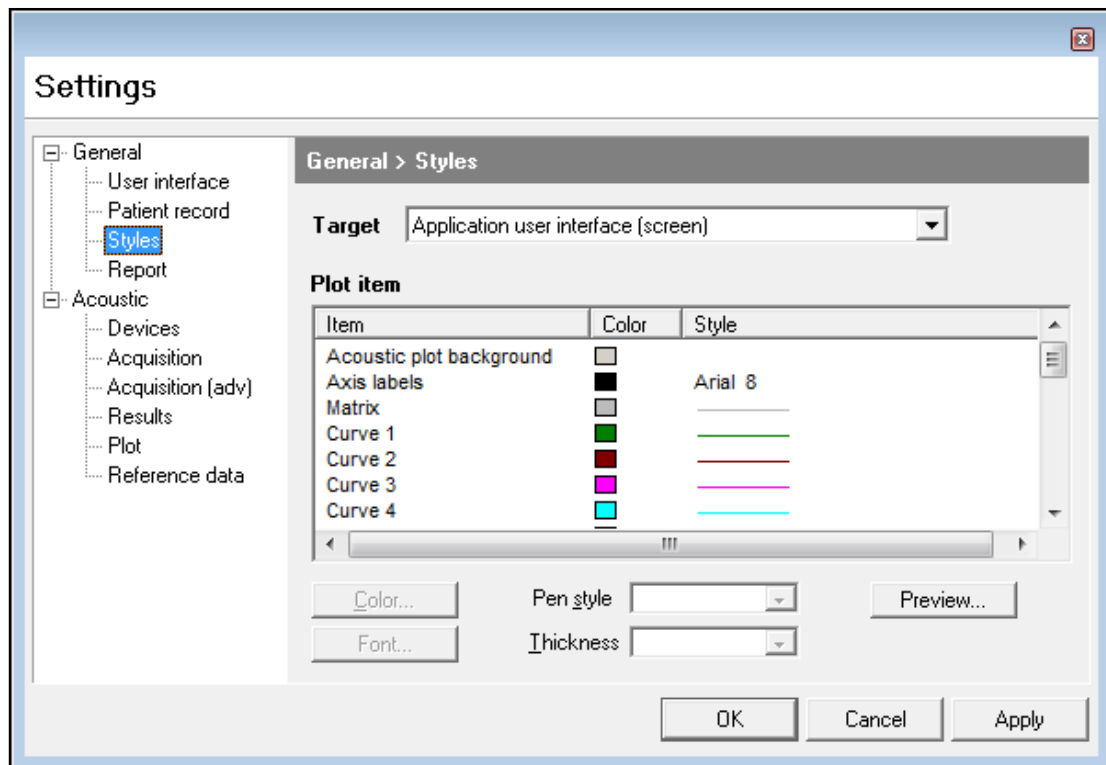 Settings
General
User interface
Patient record
Styles
Report
Acoustic
Devices
Acquisition
Acquisition (adv)
Results
Plot
Reference data
General > Styles
Target Application user interface (screen)
Plot item
Item Color Style
Acoustic plot background
Axis labels Arial 8
Matrix
Curve 1
Curve 2
Curve 3
Curve 4
Color... Pen style Preview...
Font... Thickness
OK Cancel Apply